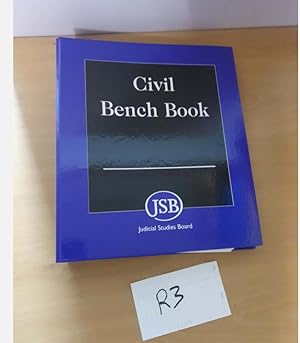 Civil
Bench Book
JSB
Judicial Studies Board
R3